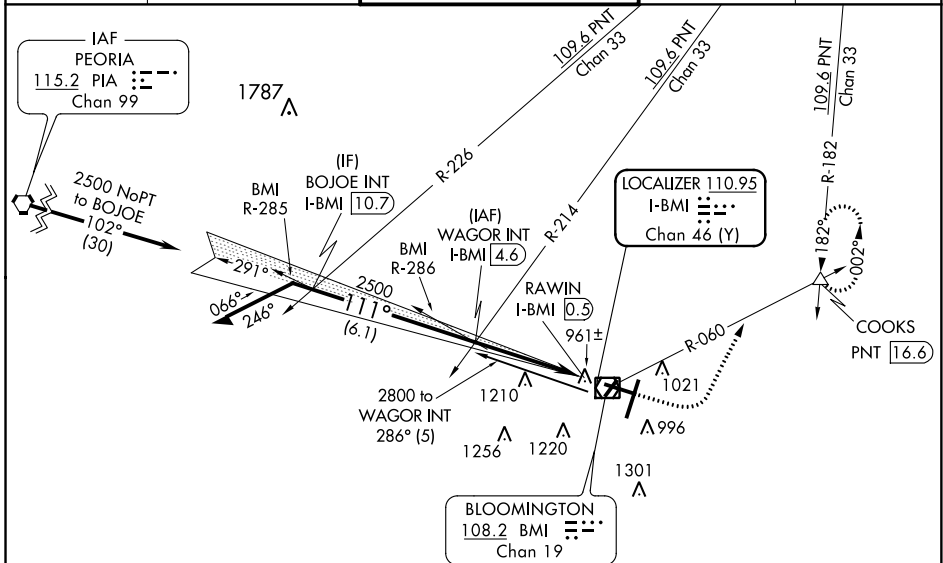 IAF
PEORIA
115.2 PIA
Chan 99
1787
109.6 PNT
Chan 33
109.6 PNT
Chan 33
109.6 PNT
Chan 33
R-226
R-214
R-182
2500 NoPT
to BOJOE
102°
(30)
BMI
R-285
(IF)
BOJOE INT
I-BMI 10.7
BMI
R-286
(IAF)
WAGOR INT
I-BMI 4.6
LOCALIZER 110.95
I-BMI
Chan 46 (Y)
RAWIN
I-BMI 0.5
961±
182°
002°
COOKS
PNT 16.6
R-060
291°
066°
246°
2500
111°
(6.1)
2800 to
WAGOR INT
286° (5)
1210
1021
996
1256
1220
1301
BLOOMINGTON
108.2 BMI
Chan 19